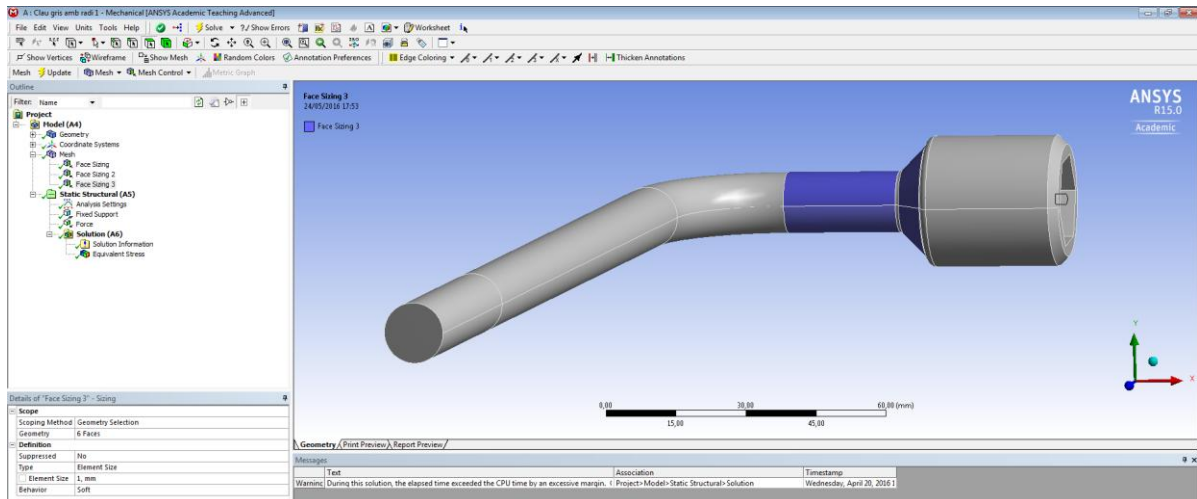 A : Clau gris amb radi 1 - Mechanical [ANSYS Academic Teaching Advanced]
File Edit View Units Tools Help Solve ?/ Show Errors Worksheet
Show Vertices Wireframe Show Mesh Random Colors Annotation Preferences Edge Coloring Thicken Annotations
Mesh Update Mesh Mesh Control Metric Graph
Outline
Filter: Name
Project
Model (A4)
Geometry
Coordinate Systems
Mesh
Face Sizing
Face Sizing 2
Face Sizing 3
Static Structural (A5)
Analysis Settings
Fixed Support
Force
Solution (A6)
Solution Information
Equivalent Stress
Details of "Face Sizing 3" - Sizing
Scope
Scoping Method Geometry Selection
Geometry 6 Faces
Definition
Suppressed No
Type Element Size
Element Size 1, mm
Behavior Soft
Face Sizing 3
24/05/2016 17:53
Face Sizing 3
ANSYS
R15.0
Academic
Y
X
0,00 30,00 60,00 (mm)
15,00 45,00
Geometry Print Preview Report Preview
Messages
Text Association Timestamp
Warning During this solution, the elapsed time exceeded the CPU time by an excessive margin. Project>Model>Static Structural>Solution Wednesday, April 20, 2016 1